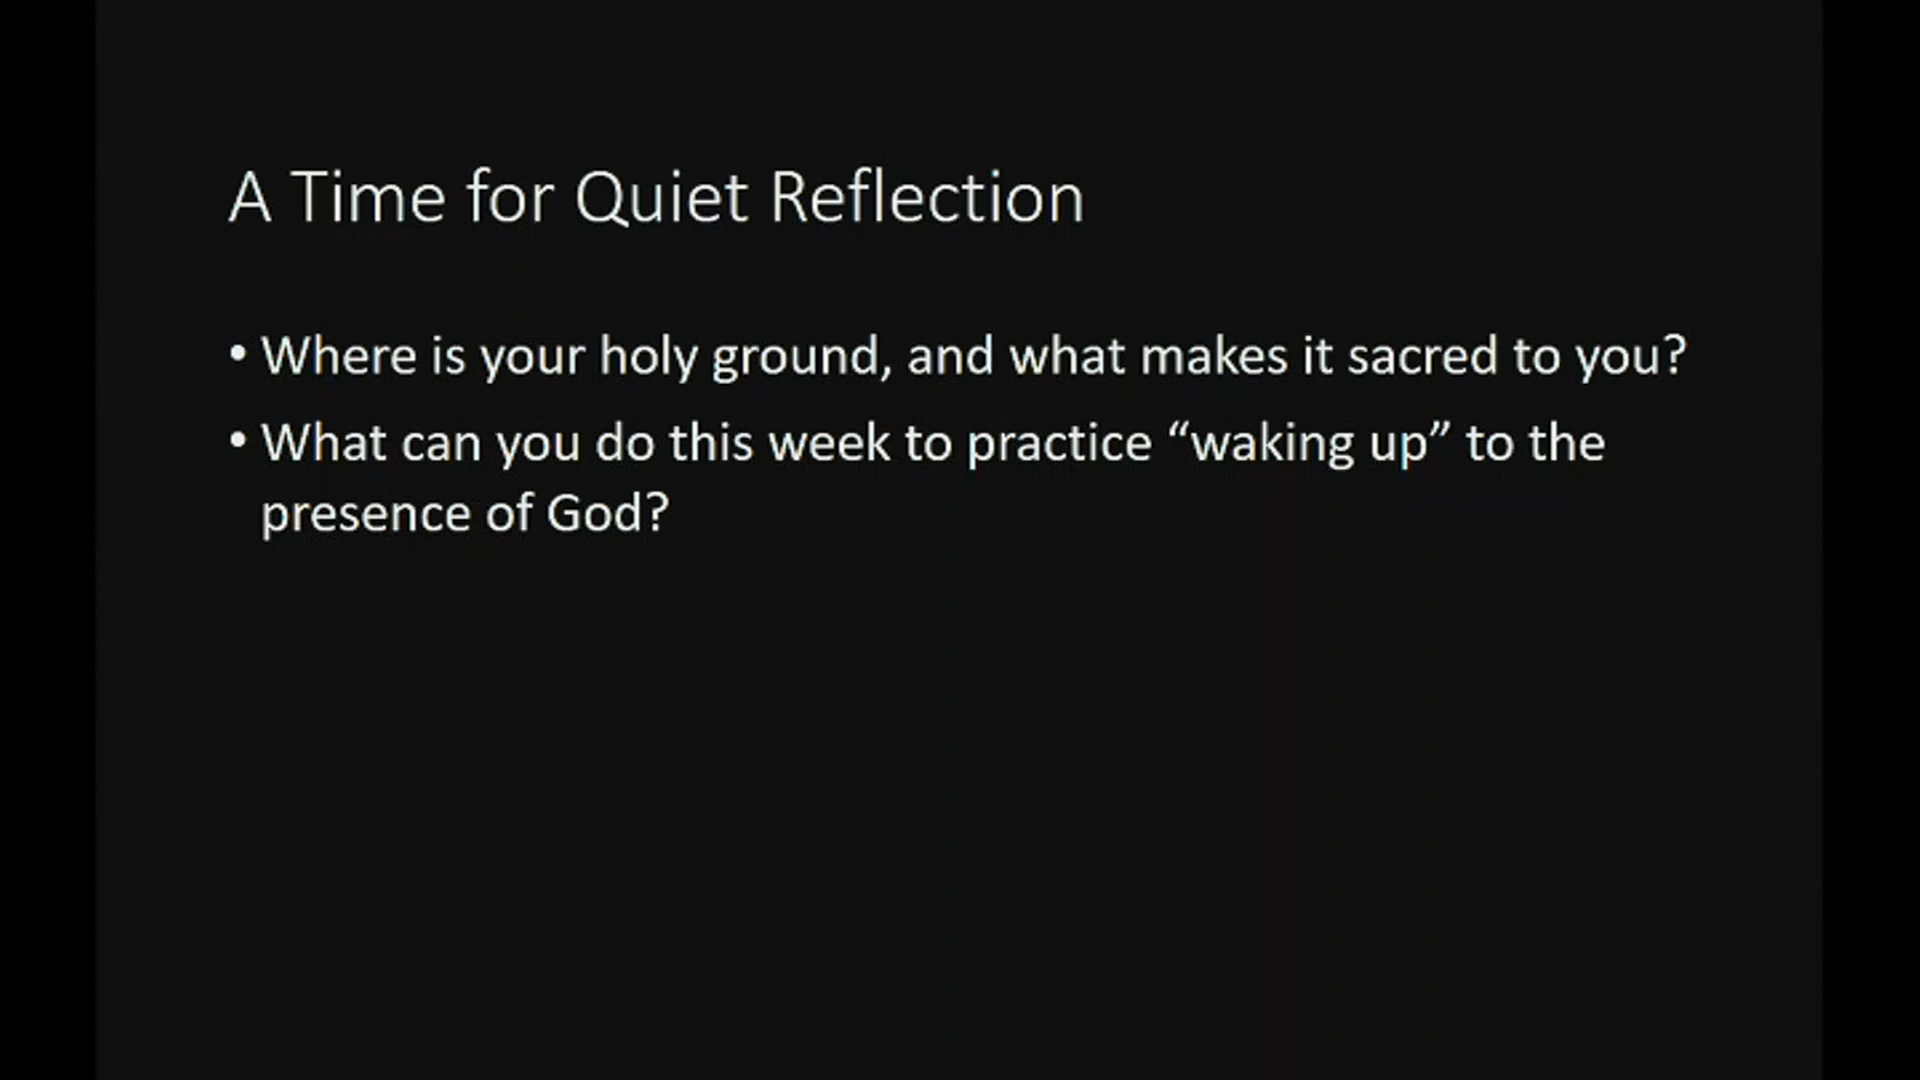 A Time for Quiet Reflection
• Where is your holy ground, and what makes it sacred to you?
• What can you do this week to practice “waking up” to the
presence of God?